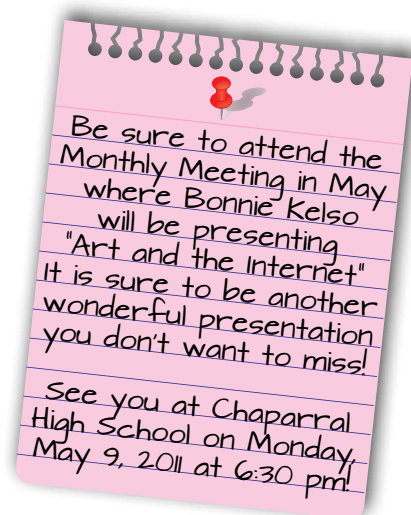 Be sure to attend the
Monthly Meeting in May
where Bonnie Kelso
will be presenting
"Art and the Internet"
It is sure to be another
wonderful presentation
you don't want to miss!
See you at Chaparral
High School on Monday,
May 9, 2011 at 6:30 pm!